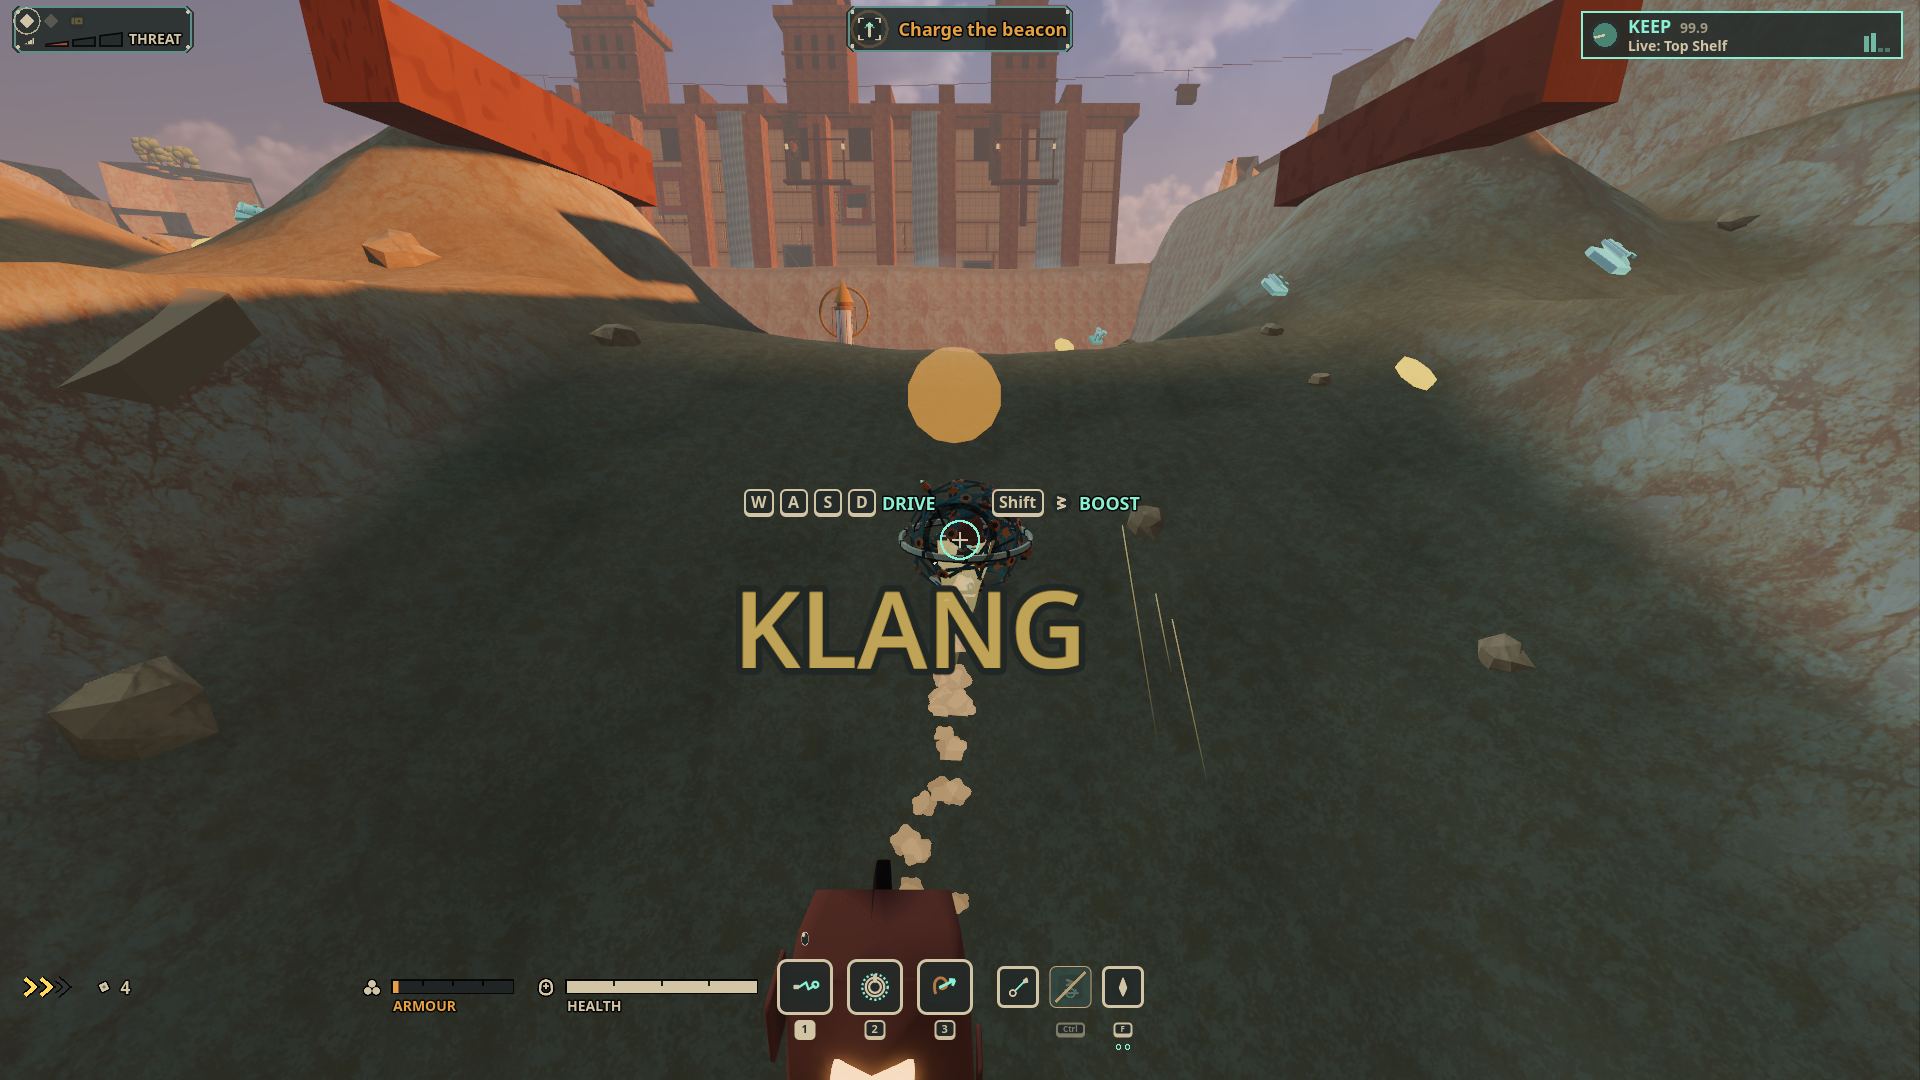 THREAT
Charge the beacon
KEEP 99.9
Live: Top Shelf
W A S D DRIVE Shift BOOST
KLANG
4
ARMOUR
HEALTH
1 2 3 Ctrl F